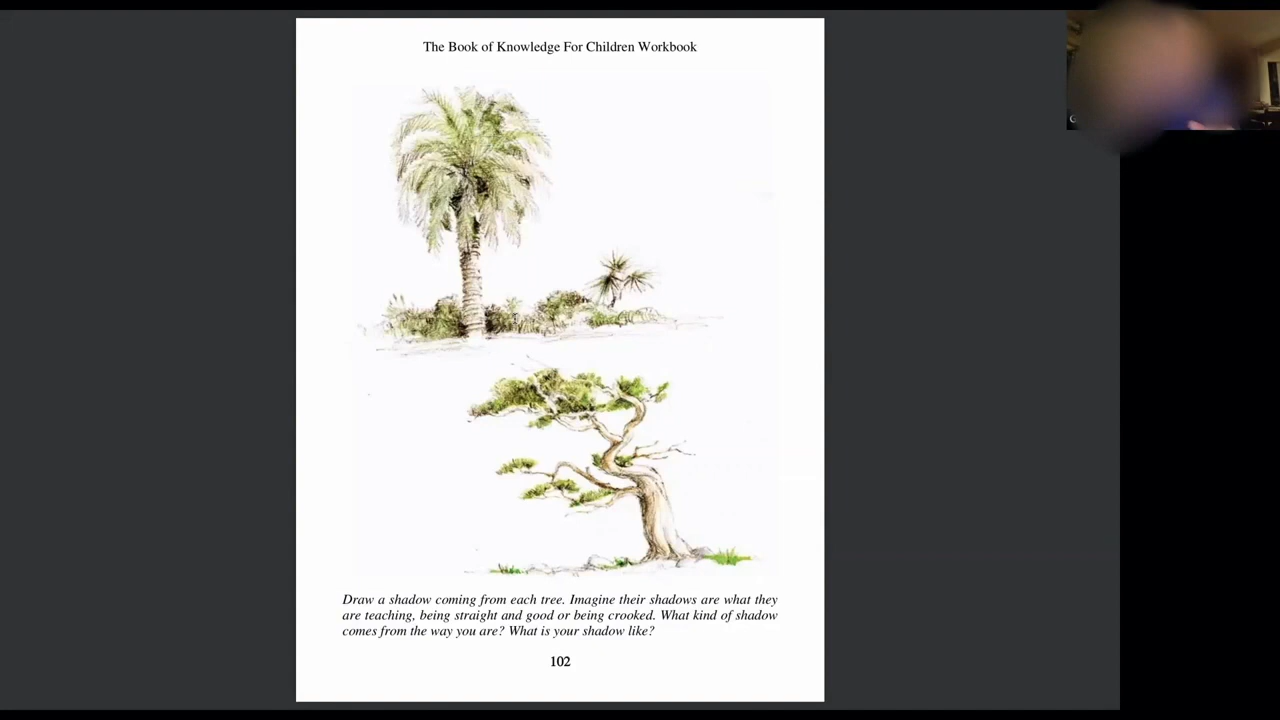 The Book of Knowledge For Children Workbook
Draw a shadow coming from each tree. Imagine their shadows are what they
are teaching, being straight and good or being crooked. What kind of shadow
comes from the way you are? What is your shadow like?
102